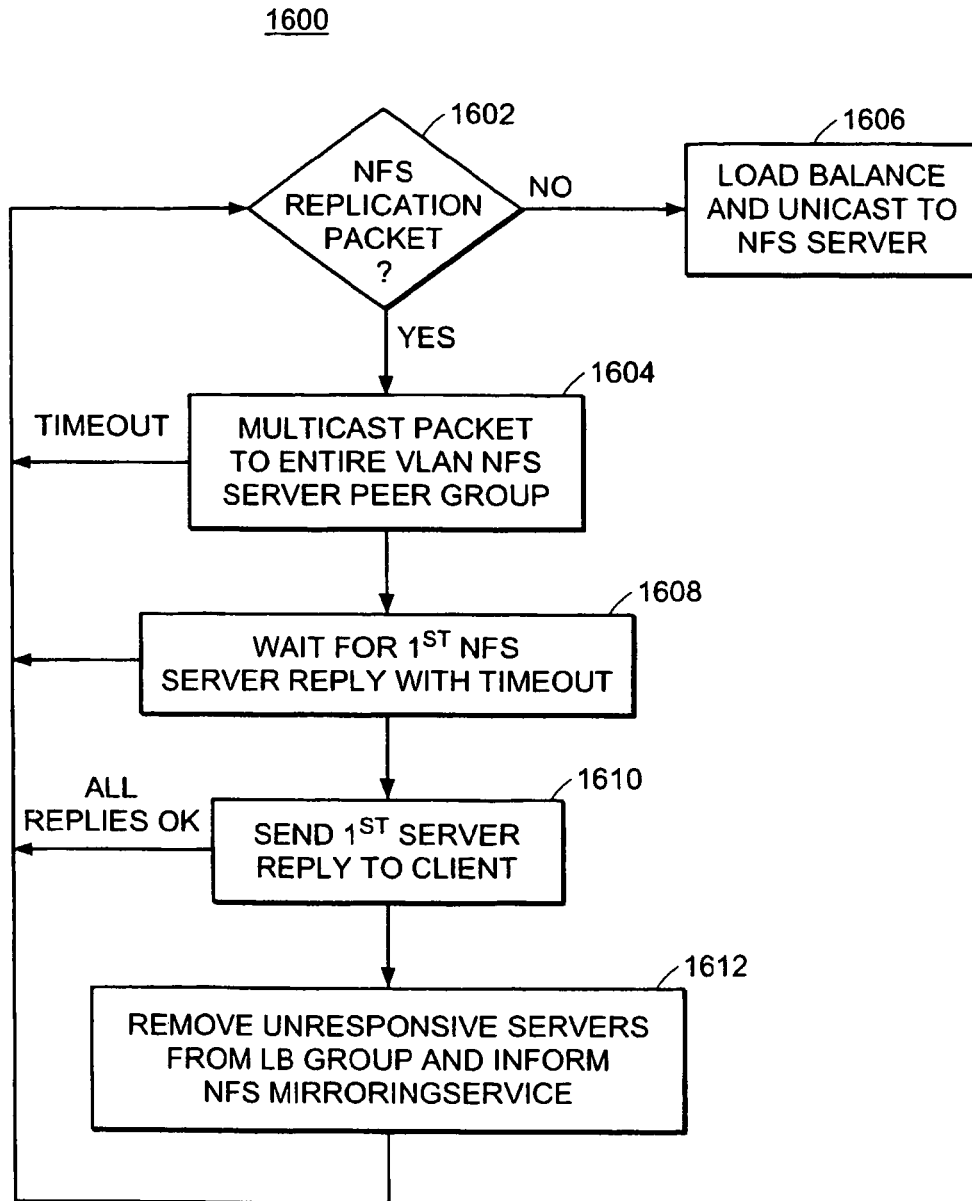 1600
1602
NFS
REPLICATION
PACKET
?
NO
1606
LOAD BALANCE
AND UNICAST TO
NFS SERVER
YES
1604
TIMEOUT
MULTICAST PACKET
TO ENTIRE VLAN NFS
SERVER PEER GROUP
1608
WAIT FOR 1ST NFS
SERVER REPLY WITH TIMEOUT
1610
ALL
REPLIES OK
SEND 1ST SERVER
REPLY TO CLIENT
1612
REMOVE UNRESPONSIVE SERVERS
FROM LB GROUP AND INFORM
NFS MIRRORINGSERVICE